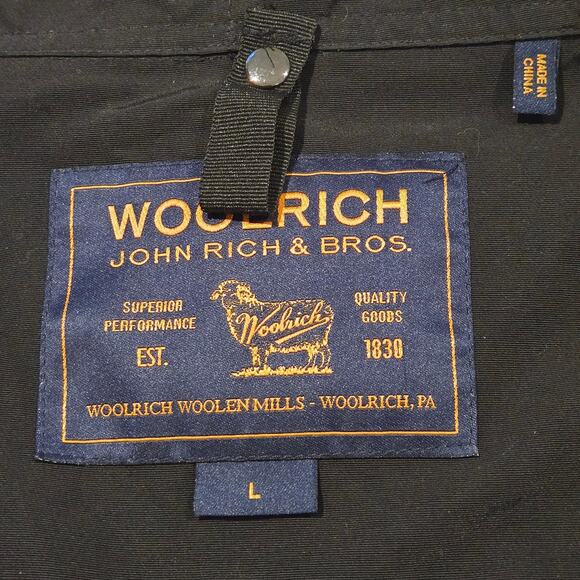 MADE IN
CHINA
WOOLRICH
JOHN RICH & BROS.
SUPERIOR
PERFORMANCE
EST.
Woolrich
QUALITY
GOODS
1830
WOOLRICH WOOLEN MILLS - WOOLRICH, PA
L